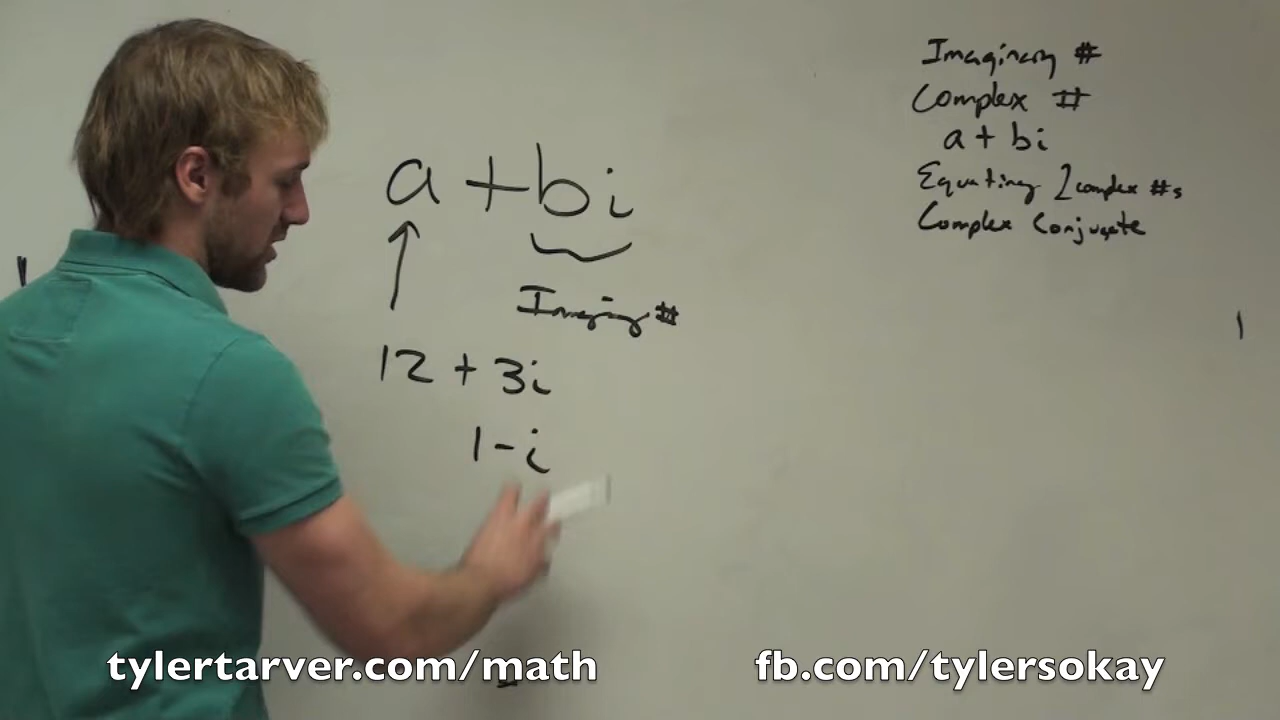 a + bi
Imaginary #
12 + 3i
1 - i
Imaginary #
Complex #
a + bi
Equating 2 complex #s
Complex Conjugate
tylertarver.com/math
fb.com/tylersokay